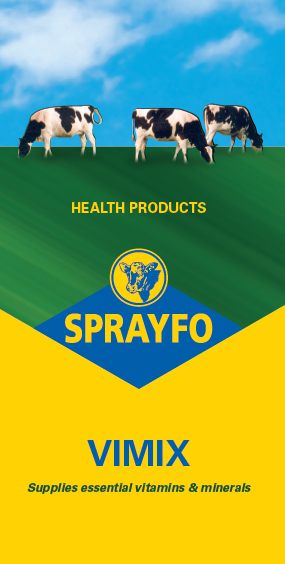 HEALTH PRODUCTS
SPRAYFO
VIMIX
Supplies essential vitamins & minerals